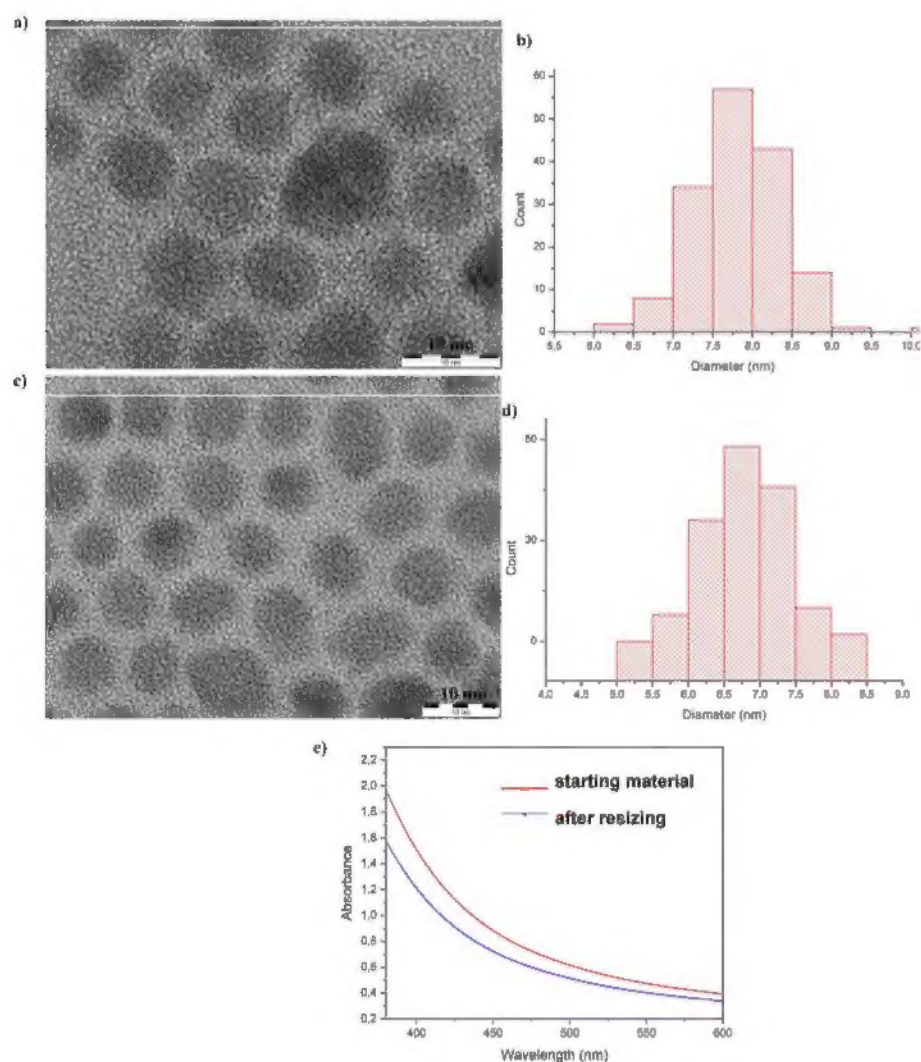 a)
b)
60
50
40
30
20
10
0
Count
5.5 6.0 6.5 7.0 7.5 8.0 8.5 9.0 9.5 10.0
Diameter (nm)
10 nm
c)
d)
Count
0
4.0 4.5 5.0 5.5 6.0 6.5 7.0 7.5 8.0 8.5 9.0
Diameter (nm)
10 nm
e)
2,2
2,0
1,8
1,6
1,4
1,2
1,0
0,8
0,6
0,4
0,2
Absorbance
starting material
after resizing
400 450 500 550 600
Wavelength (nm)